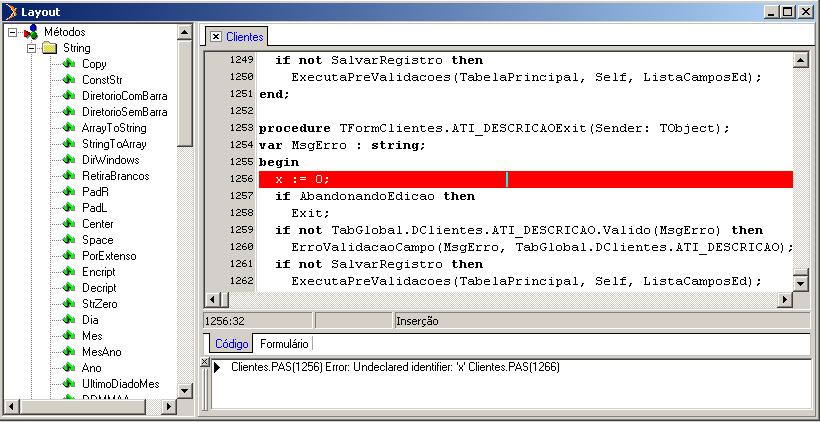 Layout
Métodos
String
Copy
ConstStr
DiretorioComBarra
DiretorioSemBarra
ArrayToString
StringToArray
DirWindows
RetiraBrancos
PadR
PadL
Center
Space
PorExtenso
Encript
Decript
StrZero
Dia
Mes
MesAno
Ano
UltimoDiadoMes
Clientes
1249 if not SalvarRegistro then
1250 ExecutaPreValidacoes(TabelaPrincipal, Self, ListaCamposEd);
1251 end;
1252
1253 procedure TFormClientes.ATI_DESCRICAOExit(Sender: TObject);
1254 var MsgErro : string;
1255 begin
1256 x := 0;
1257 if AbandonandoEdicao then
1258 Exit;
1259 if not TabGlobal.DClientes.ATI_DESCRICAO.Valido(MsgErro) then
1260 ErroValidacaoCampo(MsgErro, TabGlobal.DClientes.ATI_DESCRICAO);
1261 if not SalvarRegistro then
1262 ExecutaPreValidacoes(TabelaPrincipal, Self, ListaCamposEd);
1256:32 Inserção
Código Formulário
Clientes.PAS(1256) Error: Undeclared identifier: 'x' Clientes.PAS(1266)